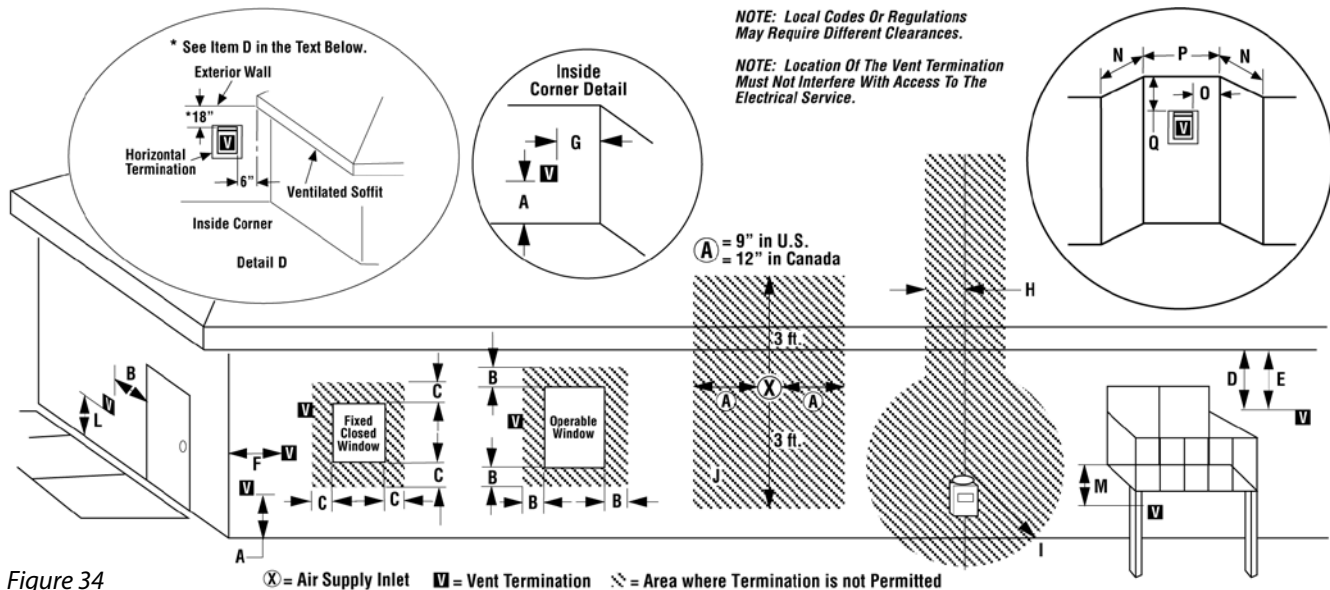 * See Item D in the Text Below.
Exterior Wall
*18"
V
Horizontal
Termination
6"
Ventilated Soffit
Inside Corner
Detail D
Inside
Corner Detail
G
V
A
NOTE: Local Codes Or Regulations
May Require Different Clearances.
NOTE: Location Of The Vent Termination
Must Not Interfere With Access To The
Electrical Service.
N P N
O
Q
V
A = 9" in U.S.
= 12" in Canada
H
3 ft.
A X A
3 ft.
J
I
B
V
L
F
V
V
A
C
V
Fixed
Closed
Window
C
C C
B
V
Operable
Window
B
B B
D E
V
M
V
Figure 34
X = Air Supply Inlet V = Vent Termination = Area where Termination is not Permitted